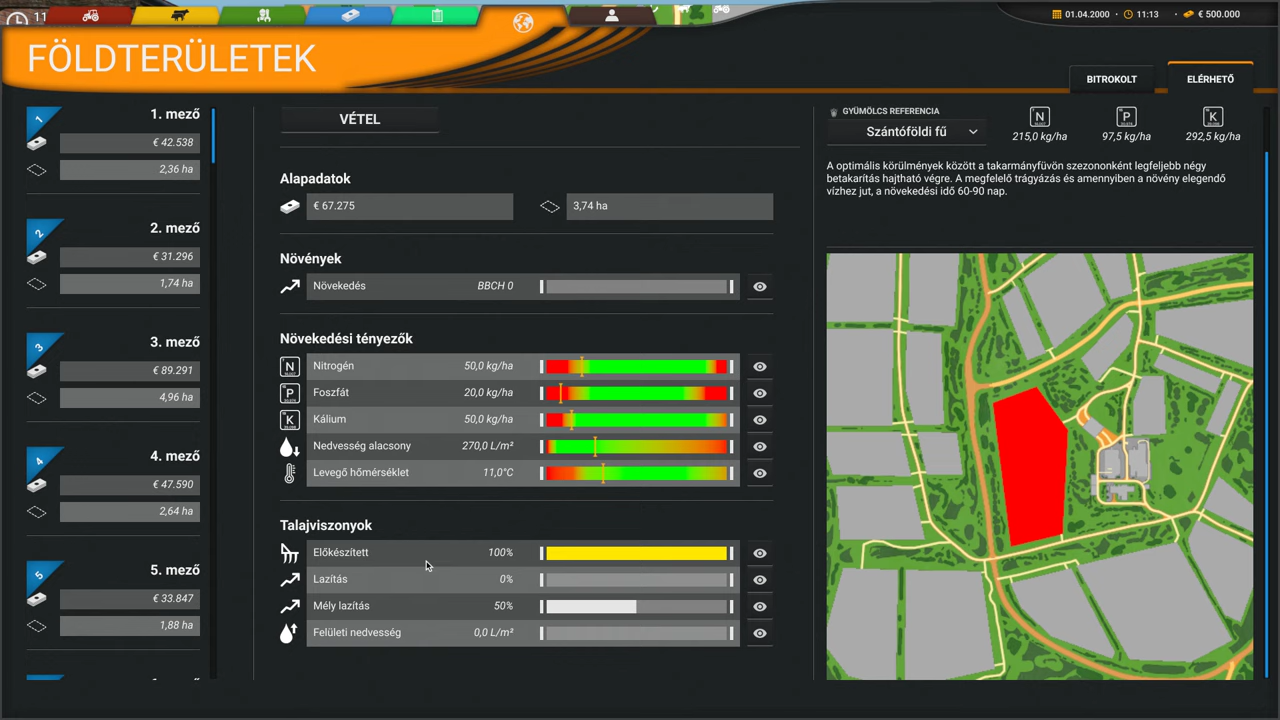 11
01.04.2000 • 11:13 • € 500.000
FÖLDTERÜLETEK
BITROKOLT
ELÉRHETŐ
1
1. mező
€ 42.538
2,36 ha
2
2. mező
€ 31.296
1,74 ha
3
3. mező
€ 89.291
4,96 ha
4
4. mező
€ 47.590
2,64 ha
5
5. mező
€ 33.847
1,88 ha
VÉTEL
Alapadatok
€ 67.275
3,74 ha
Növények
Növekedés BBCH 0
Növekedési tényezők
N Nitrogén 50,0 kg/ha
P Foszfát 20,0 kg/ha
K Kálium 50,0 kg/ha
Nedvesség alacsony 270,0 L/m²
Levegő hőmérséklet 11,0°C
Talajviszonyok
Előkészített 100%
Lazítás 0%
Mély lazítás 50%
Felületi nedvesség 0,0 L/m²
GYÜMÖLCS REFERENCIA
Szántóföldi fű
N P K
215,0 kg/ha 97,5 kg/ha 292,5 kg/ha
A optimális körülmények között a takarmányfüvön szezononként legfeljebb négy
betakarítás hajtható végre. A megfelelő trágyázás és amennyiben a növény elegendő
vízhez jut, a növekedési idő 60-90 nap.